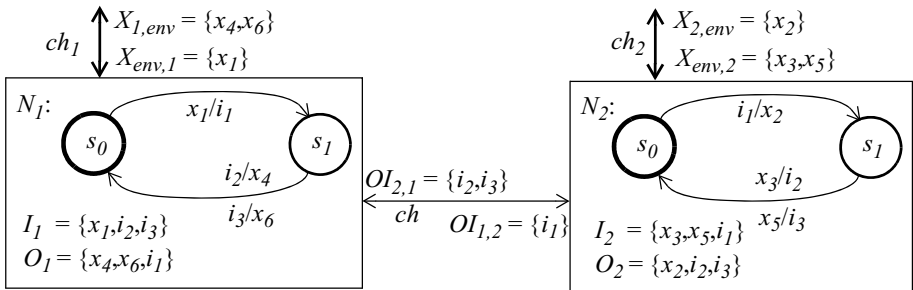 ch1
X1,env = {x4,x6}
Xenv,1 = {x1}
N1:
s0
x1/i1
s1
i2/x4
i3/x6
I1 = {x1,i2,i3}
O1 = {x4,x6,i1}
OI2,1 = {i2,i3}
ch
OI1,2 = {i1}
ch2
X2,env = {x2}
Xenv,2 = {x3,x5}
N2:
s0
i1/x2
s1
x3/i2
x5/i3
I2 = {x3,x5,i1}
O2 = {x2,i2,i3}